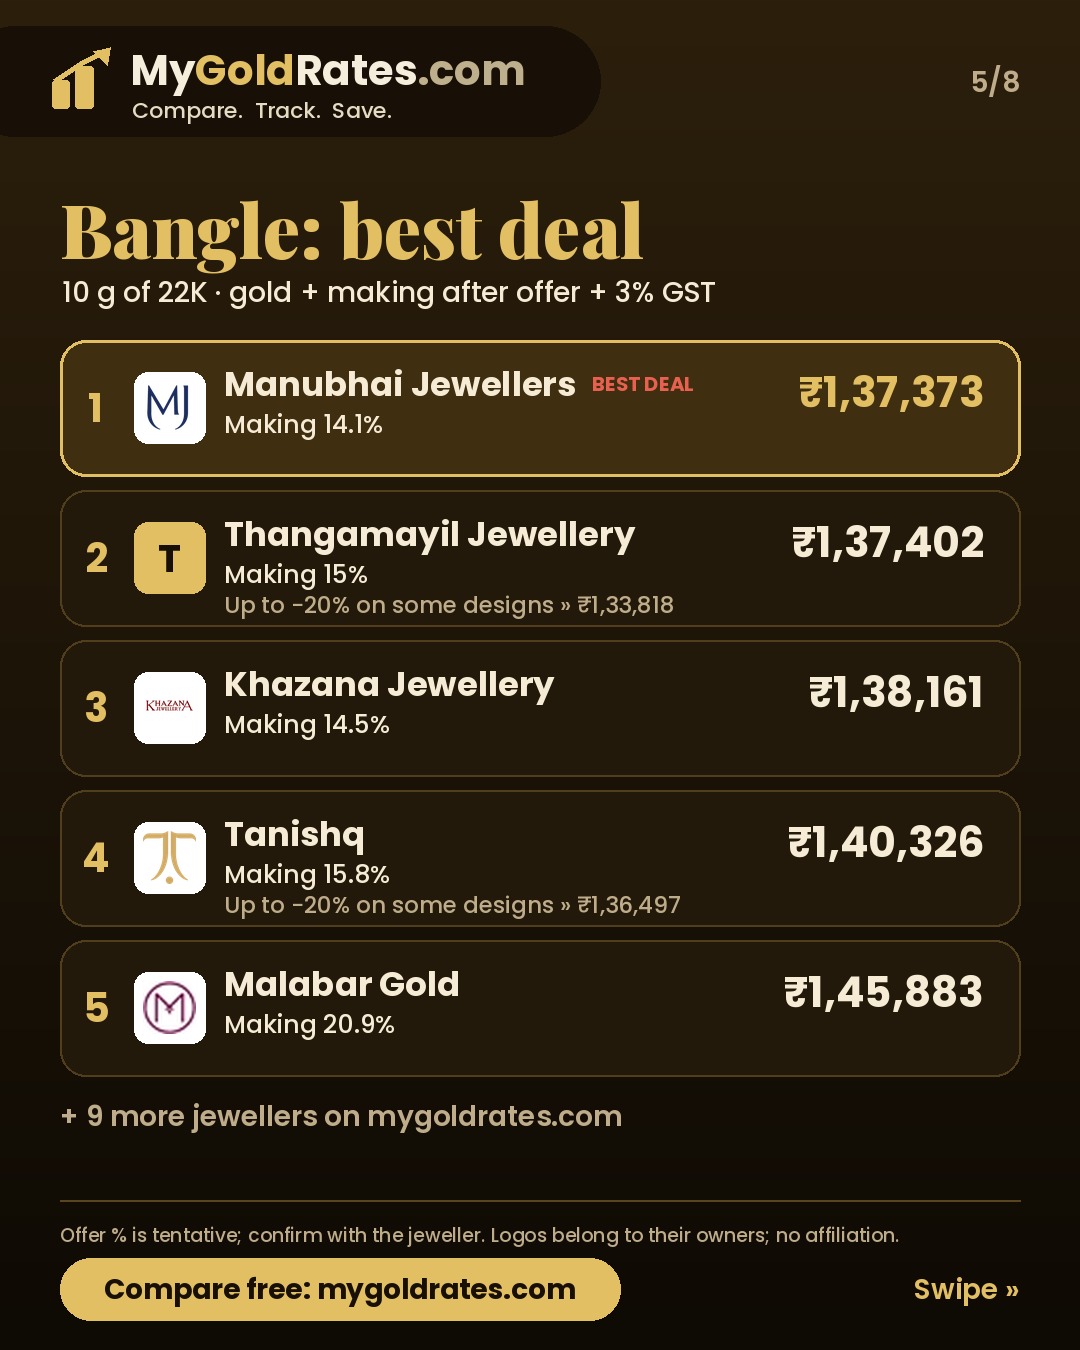 MyGoldRates.com
Compare. Track. Save.
5/8
Bangle: best deal
10 g of 22K · gold + making after offer + 3% GST
1
MJ
Manubhai Jewellers BEST DEAL
₹1,37,373
Making 14.1%
2
T
Thangamayil Jewellery
₹1,37,402
Making 15%
Up to -20% on some designs » ₹1,33,818
3
KHAZANA
JEWELLERY
Khazana Jewellery
₹1,38,161
Making 14.5%
4
Tanishq
₹1,40,326
Making 15.8%
Up to -20% on some designs » ₹1,36,497
5
M
Malabar Gold
₹1,45,883
Making 20.9%
+ 9 more jewellers on mygoldrates.com
Offer % is tentative; confirm with the jeweller. Logos belong to their owners; no affiliation.
Compare free: mygoldrates.com
Swipe »